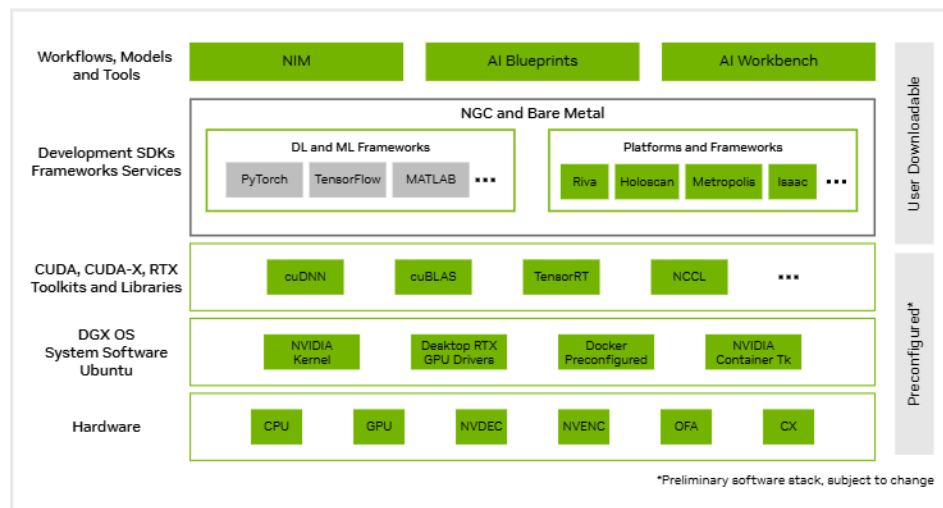 Workflows, Models
and Tools
NIM
AI Blueprints
AI Workbench
User Downloadable
NGC and Bare Metal
Development SDKs
Frameworks Services
DL and ML Frameworks
PyTorch
TensorFlow
MATLAB
...
Platforms and Frameworks
Riva
Holoscan
Metropolis
Isaac
...
CUDA, CUDA-X, RTX
Toolkits and Libraries
cuDNN
cuBLAS
TensorRT
NCCL
...
Preconfigured*
DGX OS
System Software
Ubuntu
NVIDIA
Kernel
Desktop RTX
GPU Drivers
Docker
Preconfigured
NVIDIA
Container Tk
Hardware
CPU
GPU
NVDEC
NVENC
OFA
CX
*Preliminary software stack, subject to change